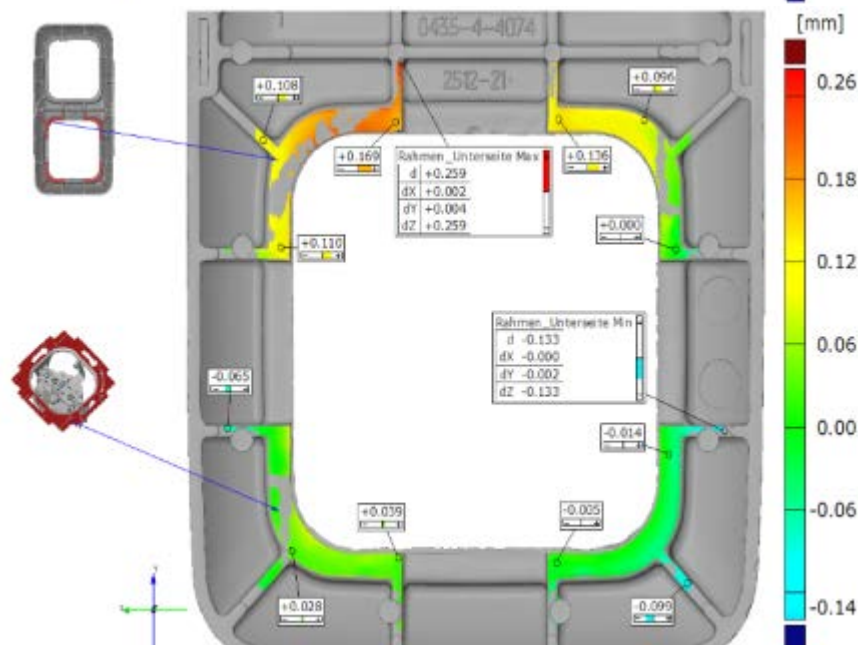 [mm]
0435-4-4074
2512-21
+0.108
+0.096
+0.169
+0.136
Rahmen_Unterseite Max
d +0.259
dX +0.002
dY +0.004
dZ +0.259
+0.110
+0.000
Rahmen_Unterseite Min
d -0.133
dX -0.000
dY -0.002
dZ -0.133
-0.065
-0.014
+0.039
-0.005
+0.028
-0.099
0.26
0.18
0.12
0.06
0.00
-0.06
-0.14